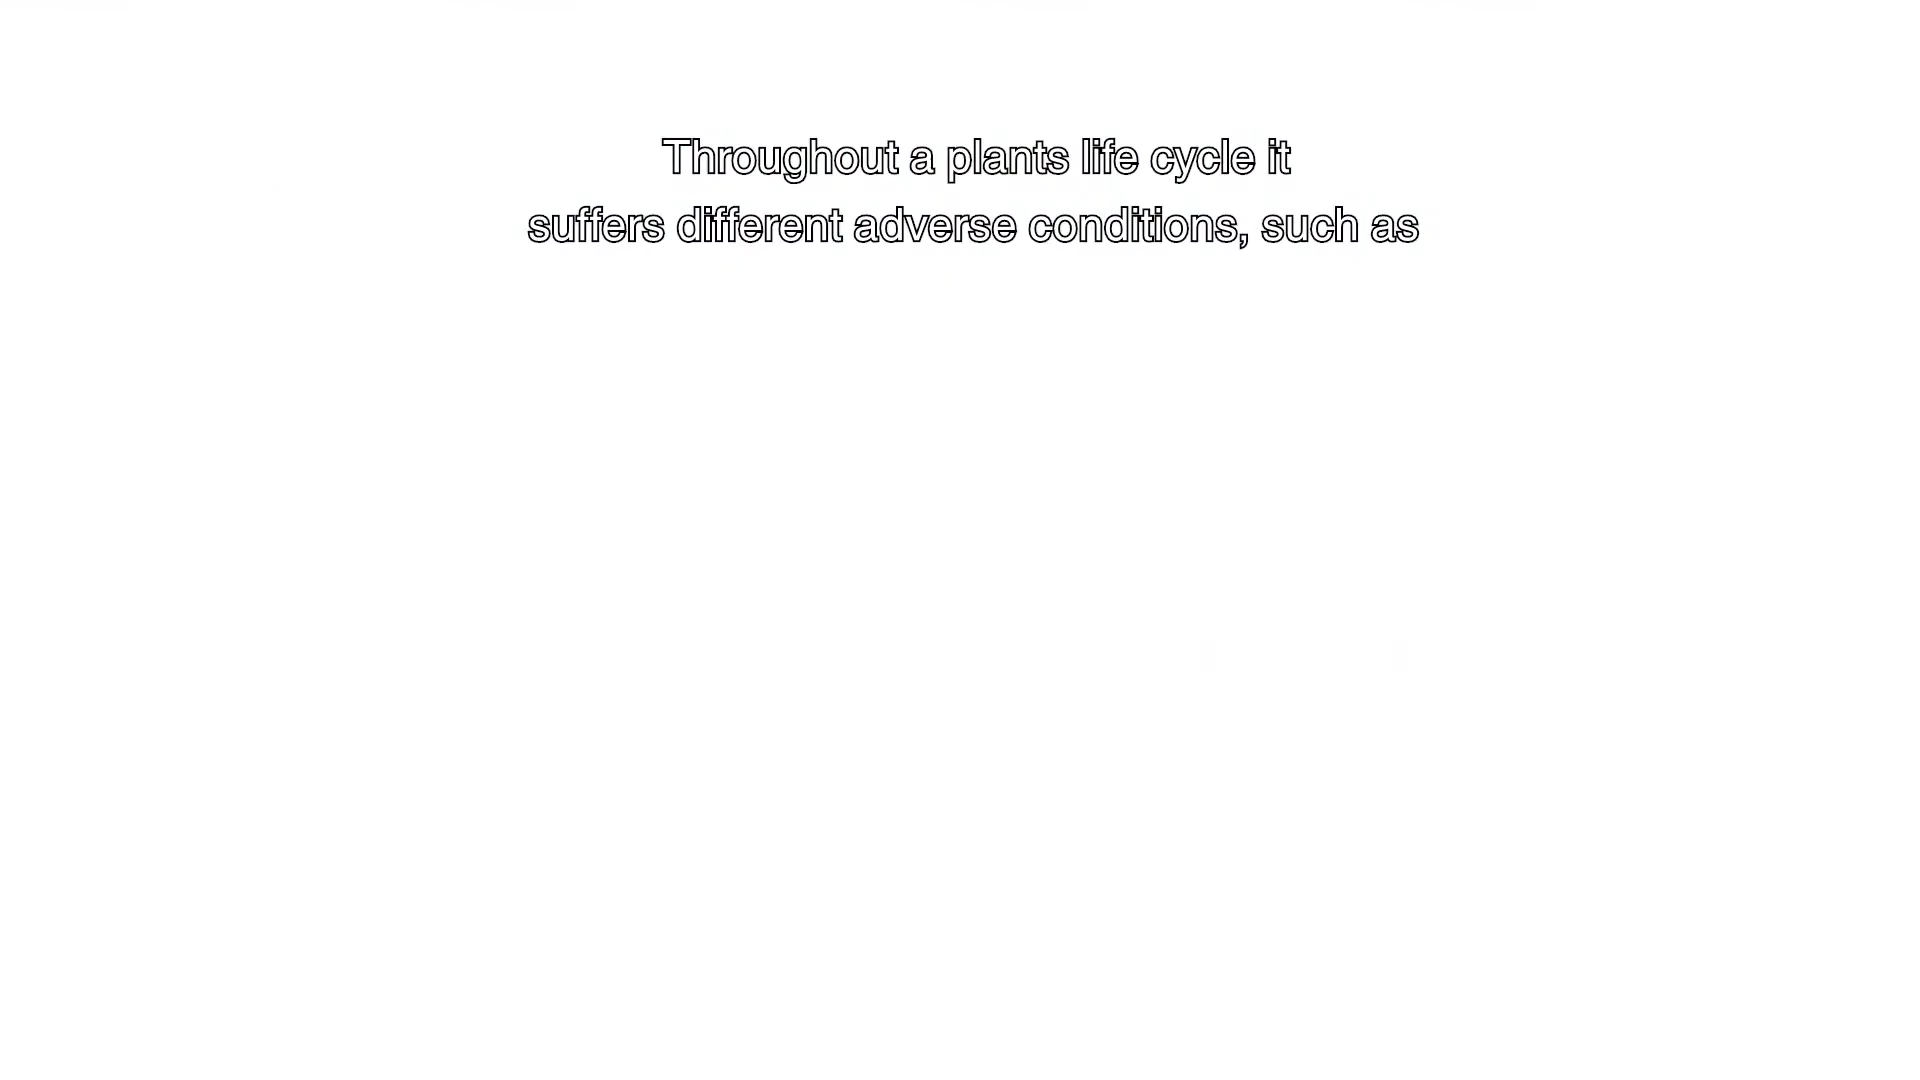 Throughout a plants life cycle it
suffers different adverse conditions, such as